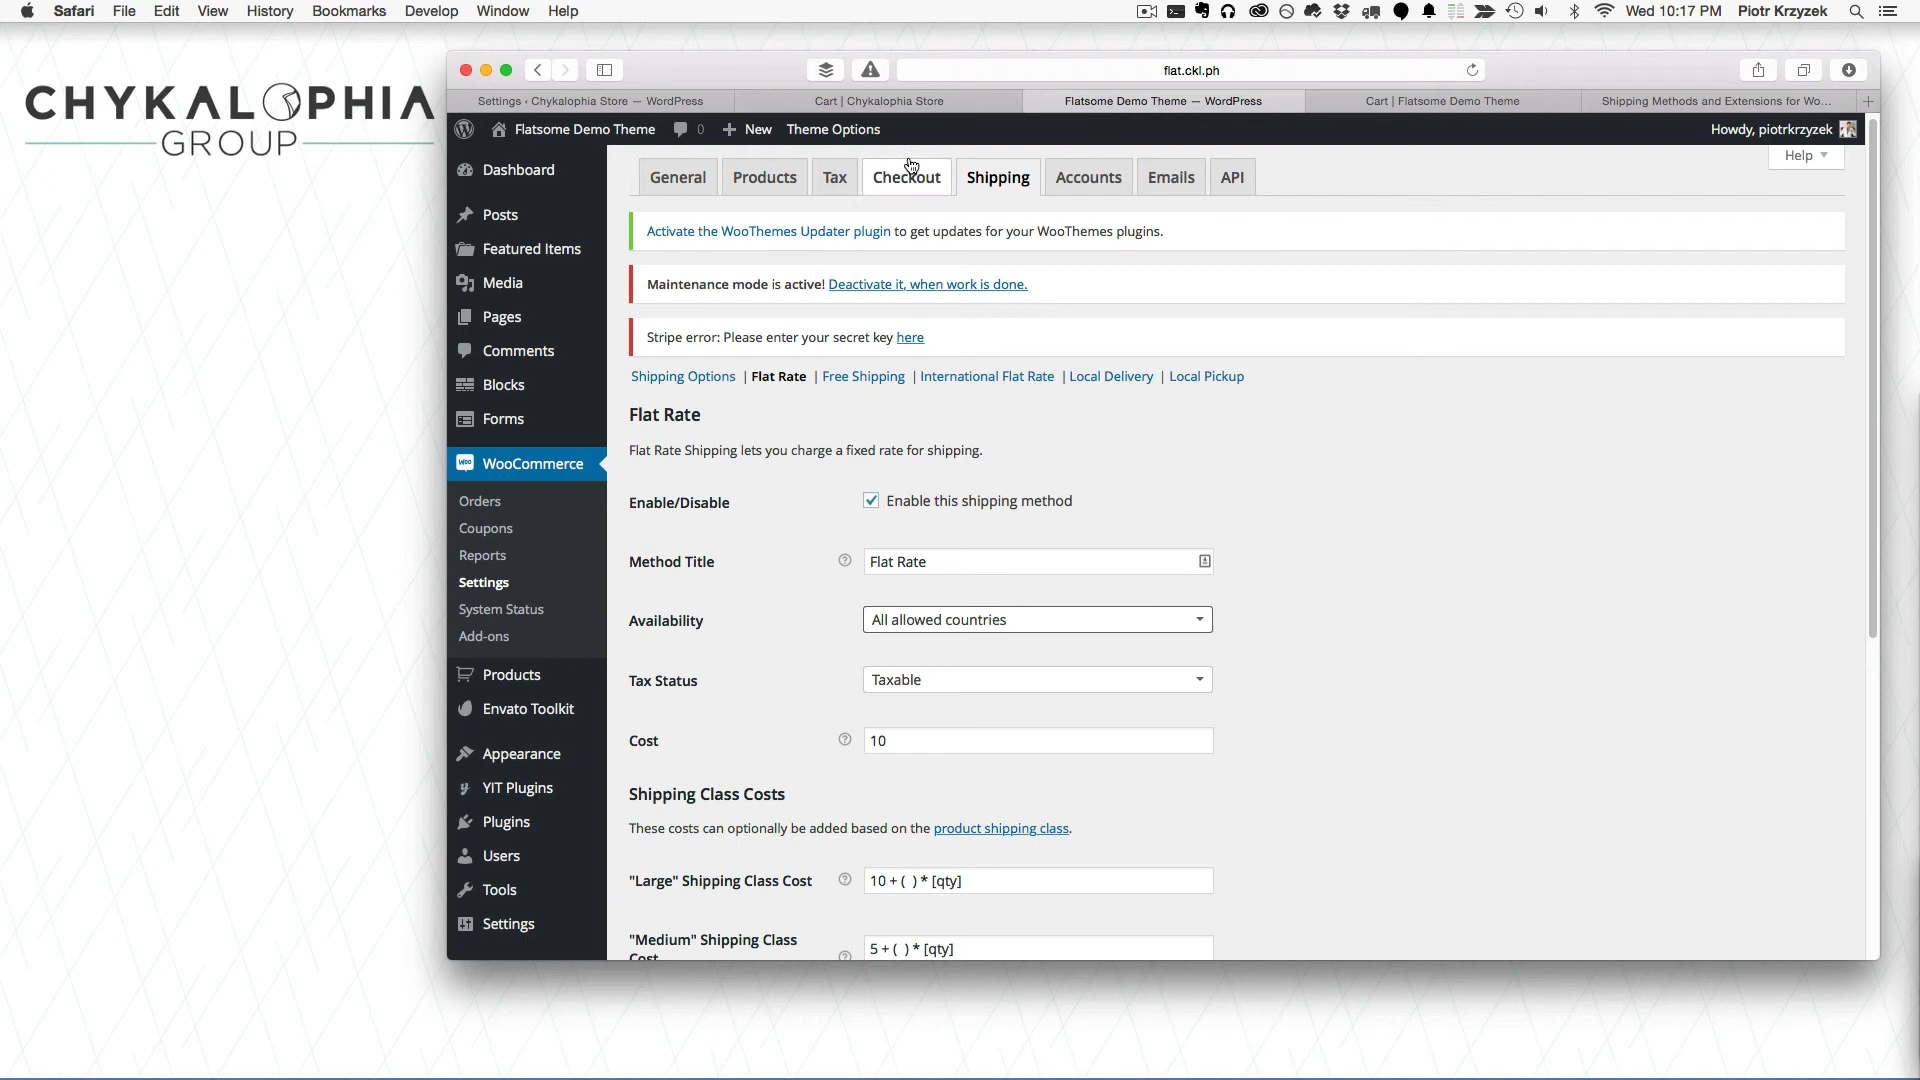 Safari File Edit View History Bookmarks Develop Window Help
Wed 10:17 PM Piotr Krzyzek
CHYKALOPHIA
GROUP
flat.ckl.ph
Settings ‹ Chykalophia Store — WordPress
Cart | Chykalophia Store
Flatsome Demo Theme — WordPress
Cart | Flatsome Demo Theme
Shipping Methods and Extensions for Wo...
Flatsome Demo Theme 0 New Theme Options
Howdy, piotrkrzyzek
Help
Dashboard
Posts
Featured Items
Media
Pages
Comments
Blocks
Forms
WooCommerce
Orders
Coupons
Reports
Settings
System Status
Add-ons
Products
Envato Toolkit
Appearance
YIT Plugins
Plugins
Users
Tools
Settings
General Products Tax Checkout Shipping Accounts Emails API
Activate the WooThemes Updater plugin to get updates for your WooThemes plugins.
Maintenance mode is active! Deactivate it, when work is done.
Stripe error: Please enter your secret key here
Shipping Options | Flat Rate | Free Shipping | International Flat Rate | Local Delivery | Local Pickup
Flat Rate
Flat Rate Shipping lets you charge a fixed rate for shipping.
Enable/Disable Enable this shipping method
Method Title Flat Rate
Availability All allowed countries
Tax Status Taxable
Cost 10
Shipping Class Costs
These costs can optionally be added based on the product shipping class.
"Large" Shipping Class Cost 10 + ( ) * [qty]
"Medium" Shipping Class
Cost 5 + ( ) * [qty]